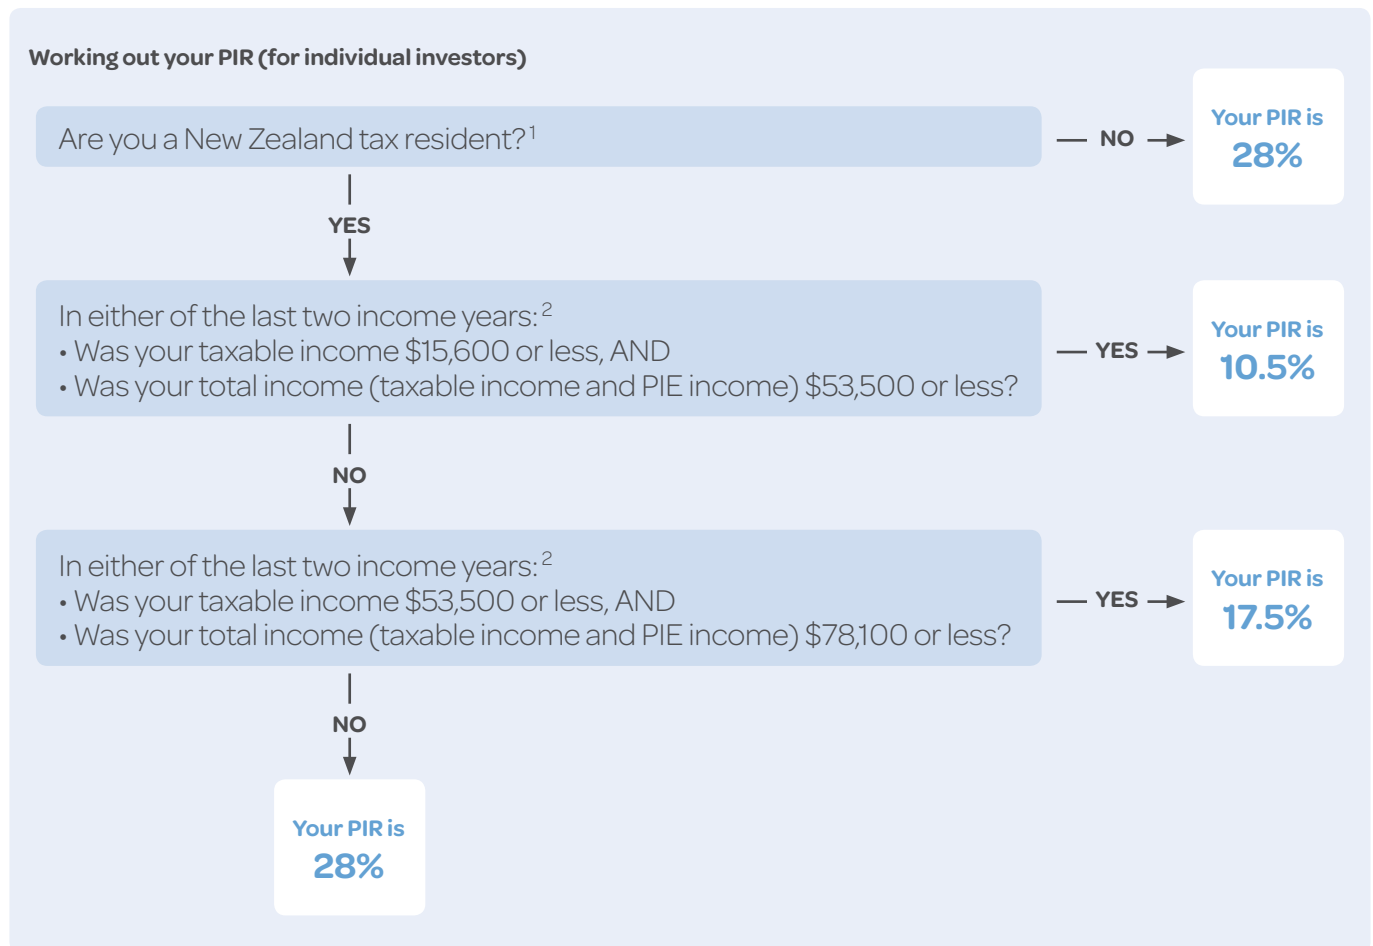 Working out your PIR (for individual investors)
Are you a New Zealand tax resident?¹
NO
Your PIR is
28%
YES
In either of the last two income years:²
• Was your taxable income $15,600 or less, AND
• Was your total income (taxable income and PIE income) $53,500 or less?
YES
Your PIR is
10.5%
NO
In either of the last two income years:²
• Was your taxable income $53,500 or less, AND
• Was your total income (taxable income and PIE income) $78,100 or less?
YES
Your PIR is
17.5%
NO
Your PIR is
28%